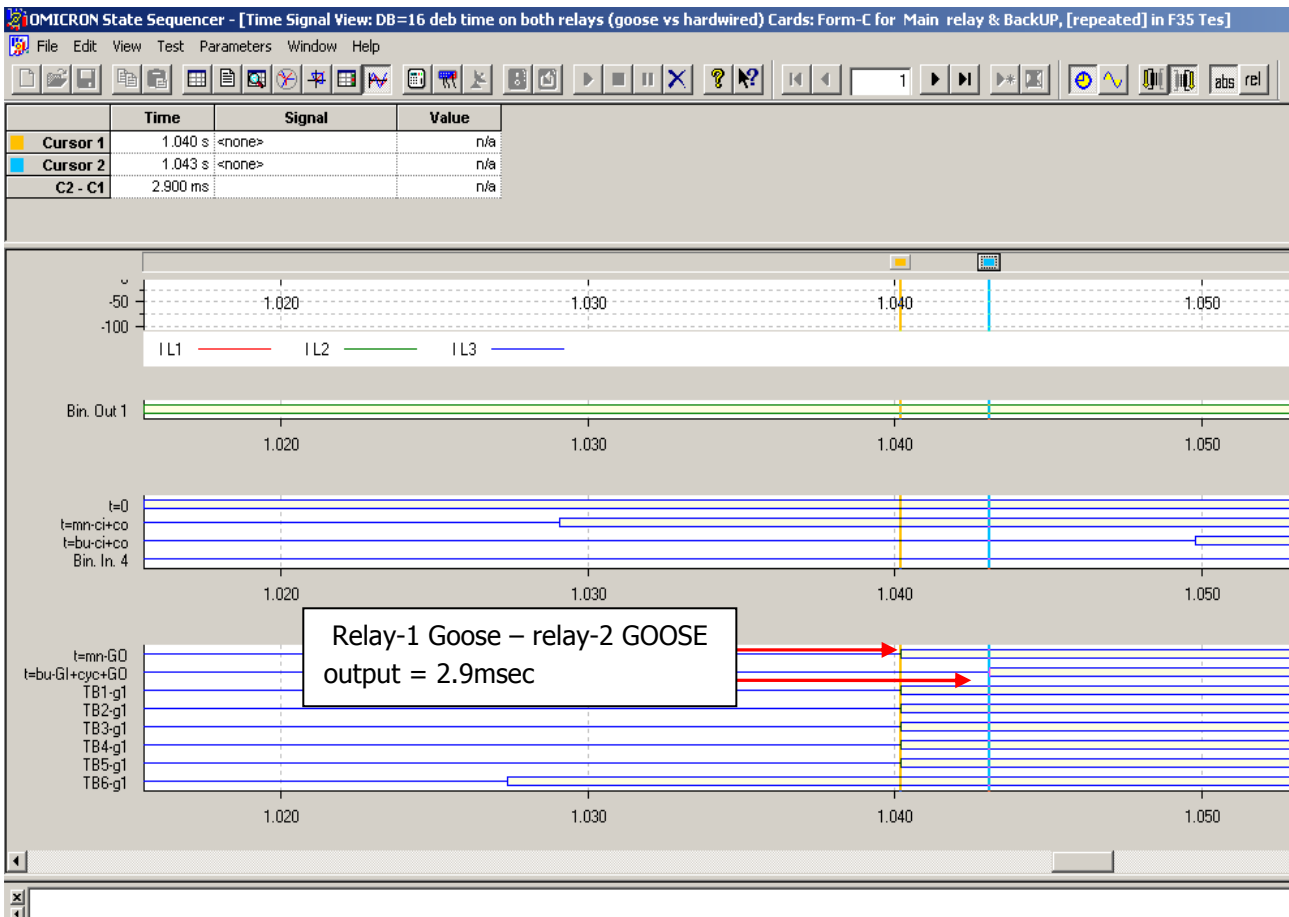 OMICRON State Sequencer - [Time Signal View: DB=16 deb time on both relays (goose vs hardwired) Cards: Form-C for Main relay & BackUP, [repeated] in F35 Tes]
File Edit View Test Parameters Window Help
1
abs rel
Time Signal Value
Cursor 1 1.040 s <none> n/a
Cursor 2 1.043 s <none> n/a
C2 - C1 2.900 ms n/a
0
-50
-100
1.020 1.030 1.040 1.050
I L1 I L2 I L3
Bin. Out 1
1.020 1.030 1.040 1.050
t=0
t=mn-ci+co
t=bu-ci+co
Bin. In. 4
1.020 1.030 1.040 1.050
Relay-1 Goose – relay-2 GOOSE
output = 2.9msec
t=mn-GO
t=bu-GI+cyc+GO
TB1-g1
TB2-g1
TB3-g1
TB4-g1
TB5-g1
TB6-g1
1.020 1.030 1.040 1.050